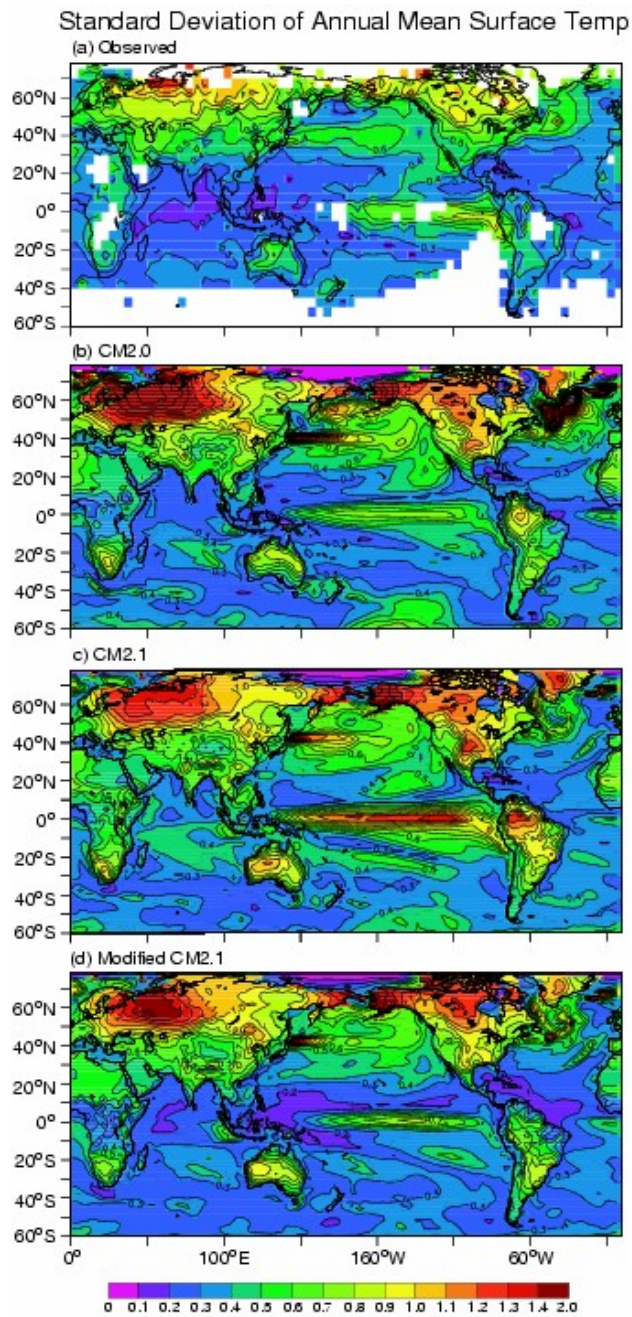 Standard Deviation of Annual Mean Surface Temp
(a) Observed
60°N
40°N
20°N
0°
20°S
40°S
60°S
(b) CM2.0
60°N
40°N
20°N
0°
20°S
40°S
60°S
c) CM2.1
60°N
40°N
20°N
0°
20°S
40°S
60°S
(d) Modified CM2.1
60°N
40°N
20°N
0°
20°S
40°S
60°S
0° 100°E 160°W 60°W
0 0.1 0.2 0.3 0.4 0.5 0.6 0.7 0.8 0.9 1.0 1.1 1.2 1.3 1.4 2.0